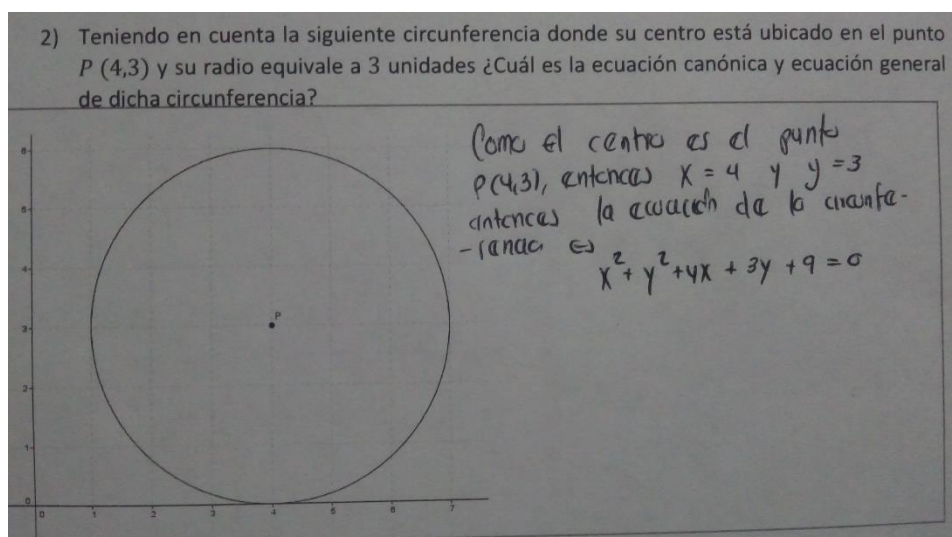 2) Teniendo en cuenta la siguiente circunferencia donde su centro está ubicado en el punto
P (4,3) y su radio equivale a 3 unidades ¿Cuál es la ecuación canónica y ecuación general
de dicha circunferencia?
Como el centro es el punto
P(4,3), entonces x = 4 y y = 3
entonces la ecuación de la circunfe-
-rencia es
x² + y² + 4x + 3y + 9 = 0
P
4
3
2
1
0
0 1 2 3 4 5 6 7